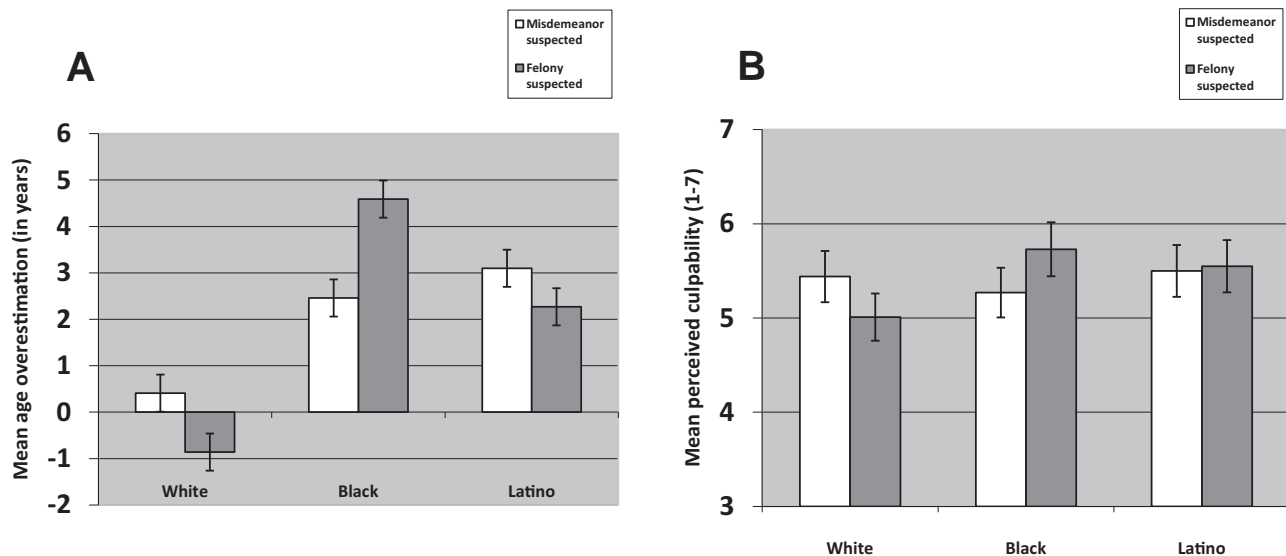 A
Misdemeanor
suspected
Felony
suspected
Mean age overestimation (in years)
6
5
4
3
2
1
0
-1
-2
White Black Latino
B
Misdemeanor
suspected
Felony
suspected
Mean perceived culpability (1-7)
7
6
5
4
3
White Black Latino